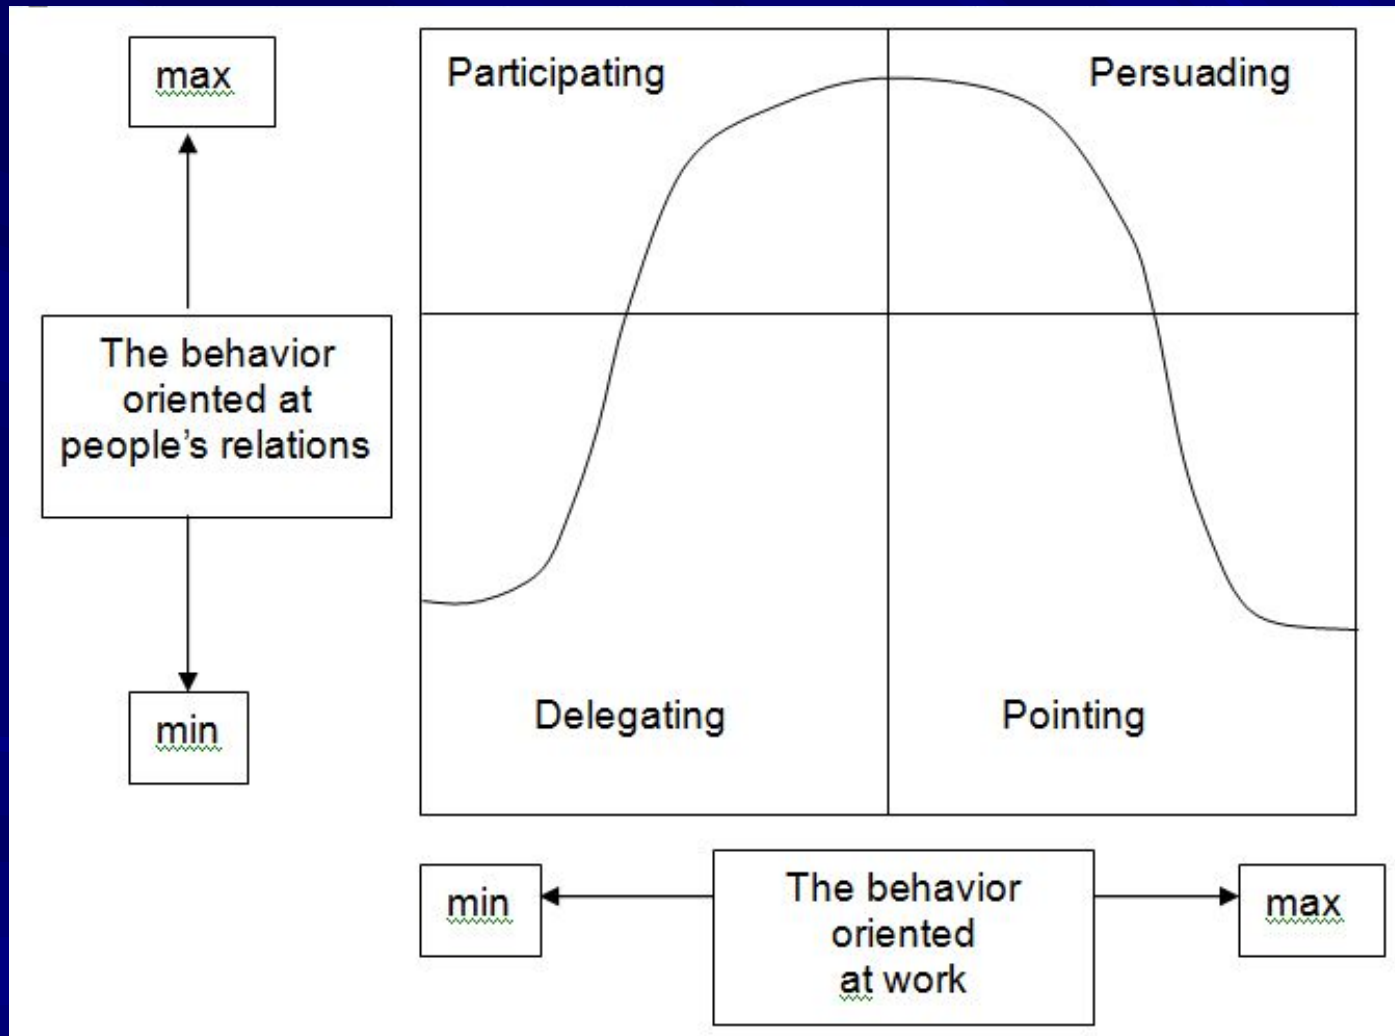 max
Participating
Persuading
The behavior
oriented at
people's relations
min
Delegating
Pointing
min
The behavior
oriented
at work
max